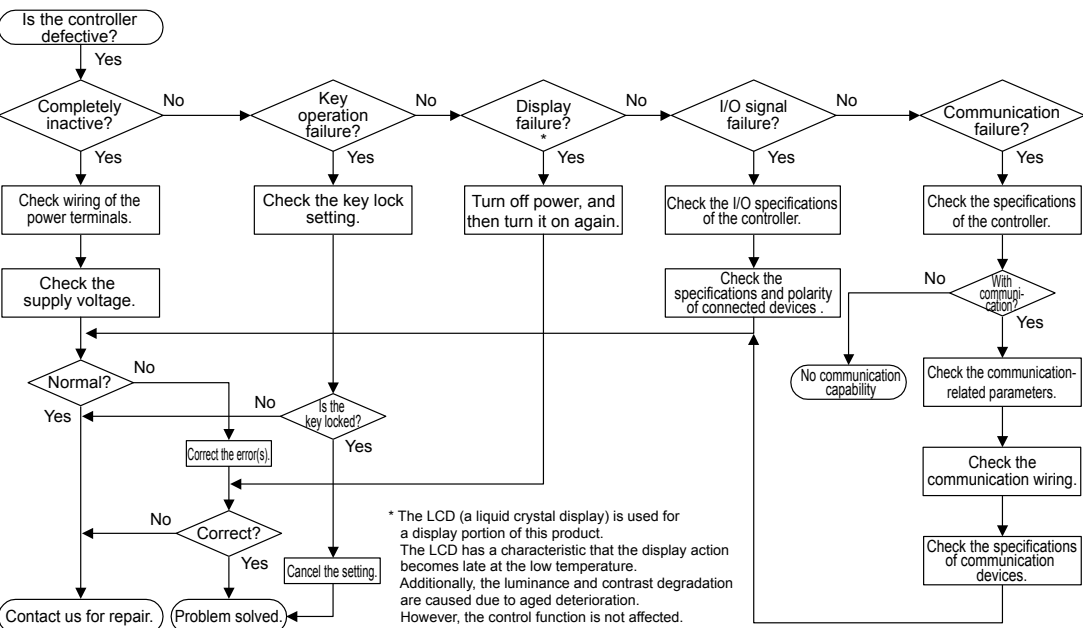 Is the controller
defective?
Yes
Completely
inactive?
No
Key
operation
failure?
No
Display
failure?
*
No
I/O signal
failure?
No
Communication
failure?
Yes
Yes
Yes
Yes
Yes
Check wiring of the
power terminals.
Check the key lock
setting.
Turn off power, and
then turn it on again.
Check the I/O specifications
of the controller.
Check the specifications
of the controller.
Check the
supply voltage.
Check the
specifications and polarity
of connected devices .
No
With
communi-
cation?
Yes
No communication
capability
Check the communication-
related parameters.
Normal?
No
Yes
No
Is the
key locked?
Yes
Correct the error(s).
Check the
communication wiring.
No
Correct?
Yes
Cancel the setting.
Check the specifications
of communication
devices.
Contact us for repair.
Problem solved.
* The LCD (a liquid crystal display) is used for
a display portion of this product.
The LCD has a characteristic that the display action
becomes late at the low temperature.
Additionally, the luminance and contrast degradation
are caused due to aged deterioration.
However, the control function is not affected.